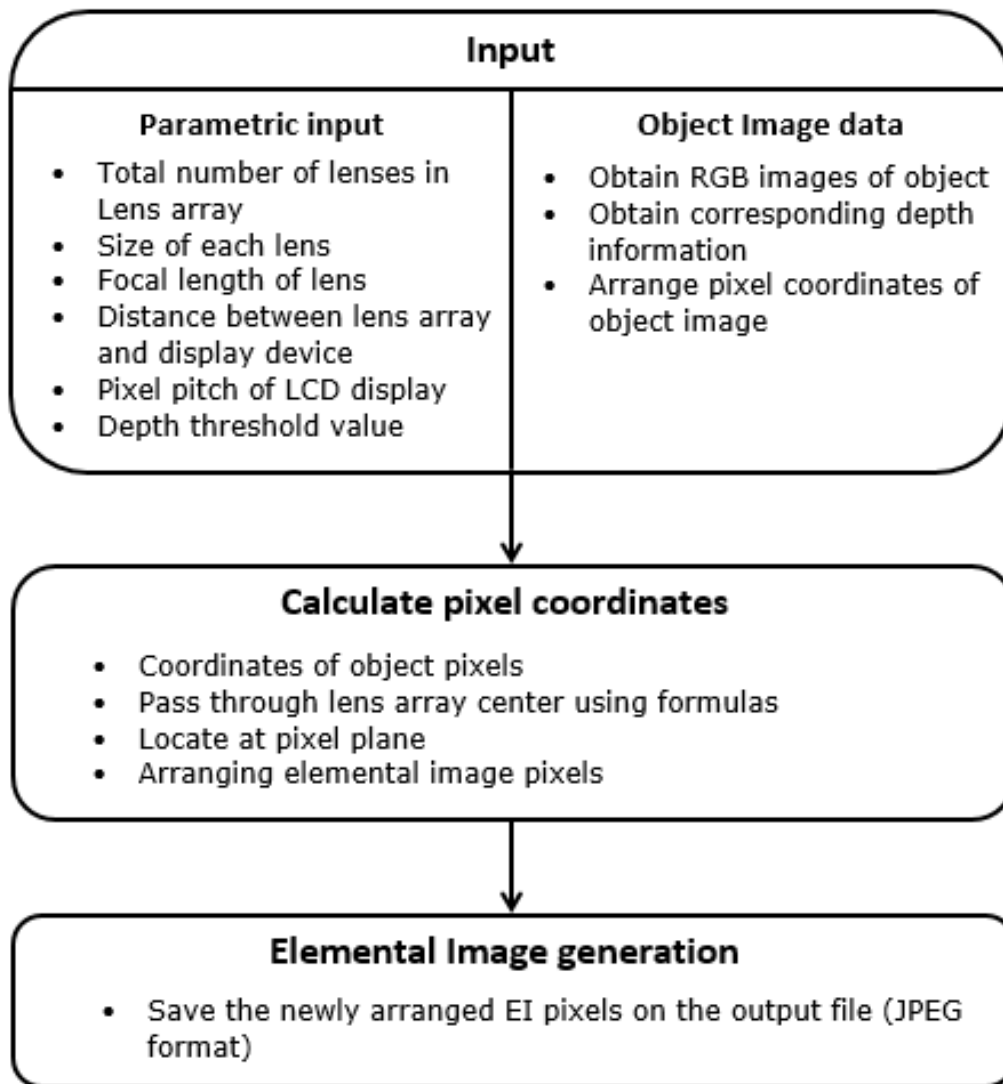 Input
Parametric input
• Total number of lenses in
Lens array
• Size of each lens
• Focal length of lens
• Distance between lens array
and display device
• Pixel pitch of LCD display
• Depth threshold value
Object Image data
• Obtain RGB images of object
• Obtain corresponding depth
information
• Arrange pixel coordinates of
object image
Calculate pixel coordinates
• Coordinates of object pixels
• Pass through lens array center using formulas
• Locate at pixel plane
• Arranging elemental image pixels
Elemental Image generation
• Save the newly arranged EI pixels on the output file (JPEG
format)